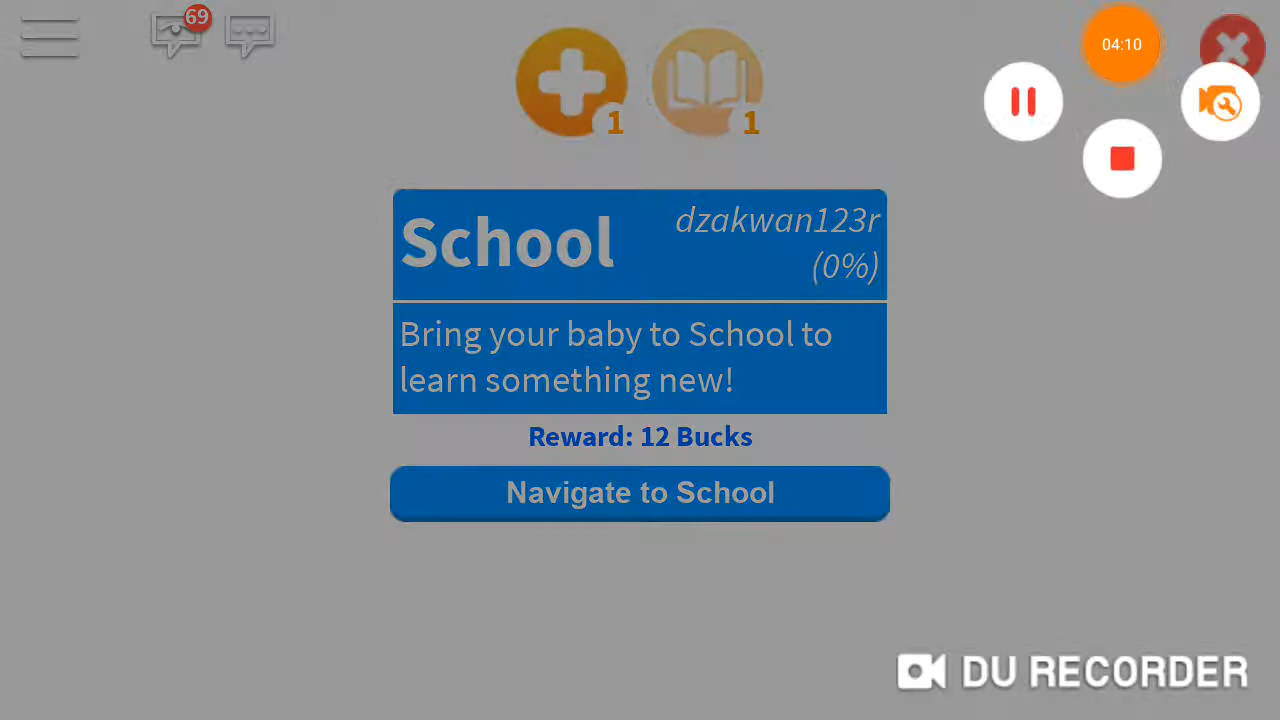 69
04:10
1
1
School
dzakwan123r
(0%)
Bring your baby to School to
learn something new!
Reward: 12 Bucks
Navigate to School
DU RECORDER